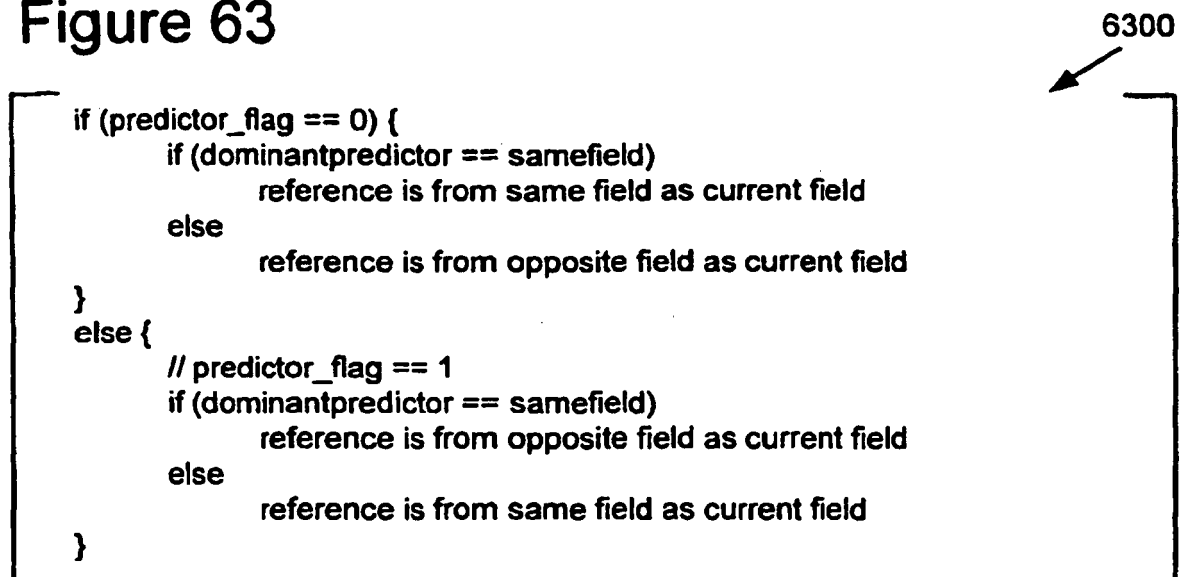 Figure 63
6300
if (predictor_flag == 0) {
if (dominantpredictor == samefield)
reference is from same field as current field
else
reference is from opposite field as current field
}
else {
// predictor_flag == 1
if (dominantpredictor == samefield)
reference is from opposite field as current field
else
reference is from same field as current field
}